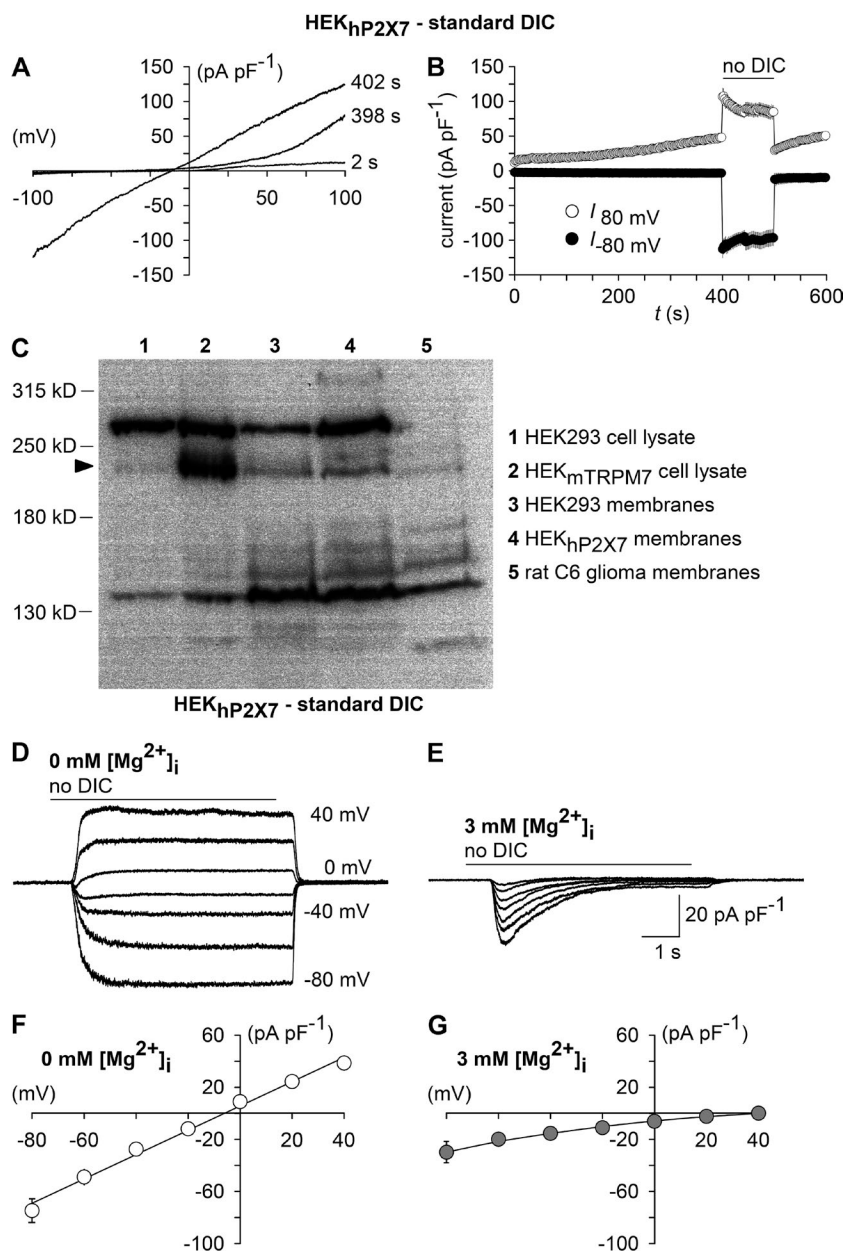 HEKhP2X7 - standard DIC
A
(pA pF-1)
150
100
50
-50
-100
-150
(mV)
-100
50
100
402 s
398 s
2 s
B
no DIC
current (pA pF-1)
150
100
50
0
-50
-100
-150
I 80 mV
I-80 mV
0
200
400
600
t (s)
C
1 2 3 4 5
315 kD
250 kD
180 kD
130 kD
1 HEK293 cell lysate
2 HEKmTRPM7 cell lysate
3 HEK293 membranes
4 HEKhP2X7 membranes
5 rat C6 glioma membranes
HEKhP2X7 - standard DIC
D
0 mM [Mg2+]i
no DIC
40 mV
0 mV
-40 mV
-80 mV
E
3 mM [Mg2+]i
no DIC
20 pA pF-1
1 s
F
0 mM [Mg2+]i
(mV)
(pA pF-1)
60
20
-20
-60
-100
-80
-60
-20
20
40
G
3 mM [Mg2+]i
(mV)
(pA pF-1)
60
20
-20
-60
-100
-80
-60
-20
20
40